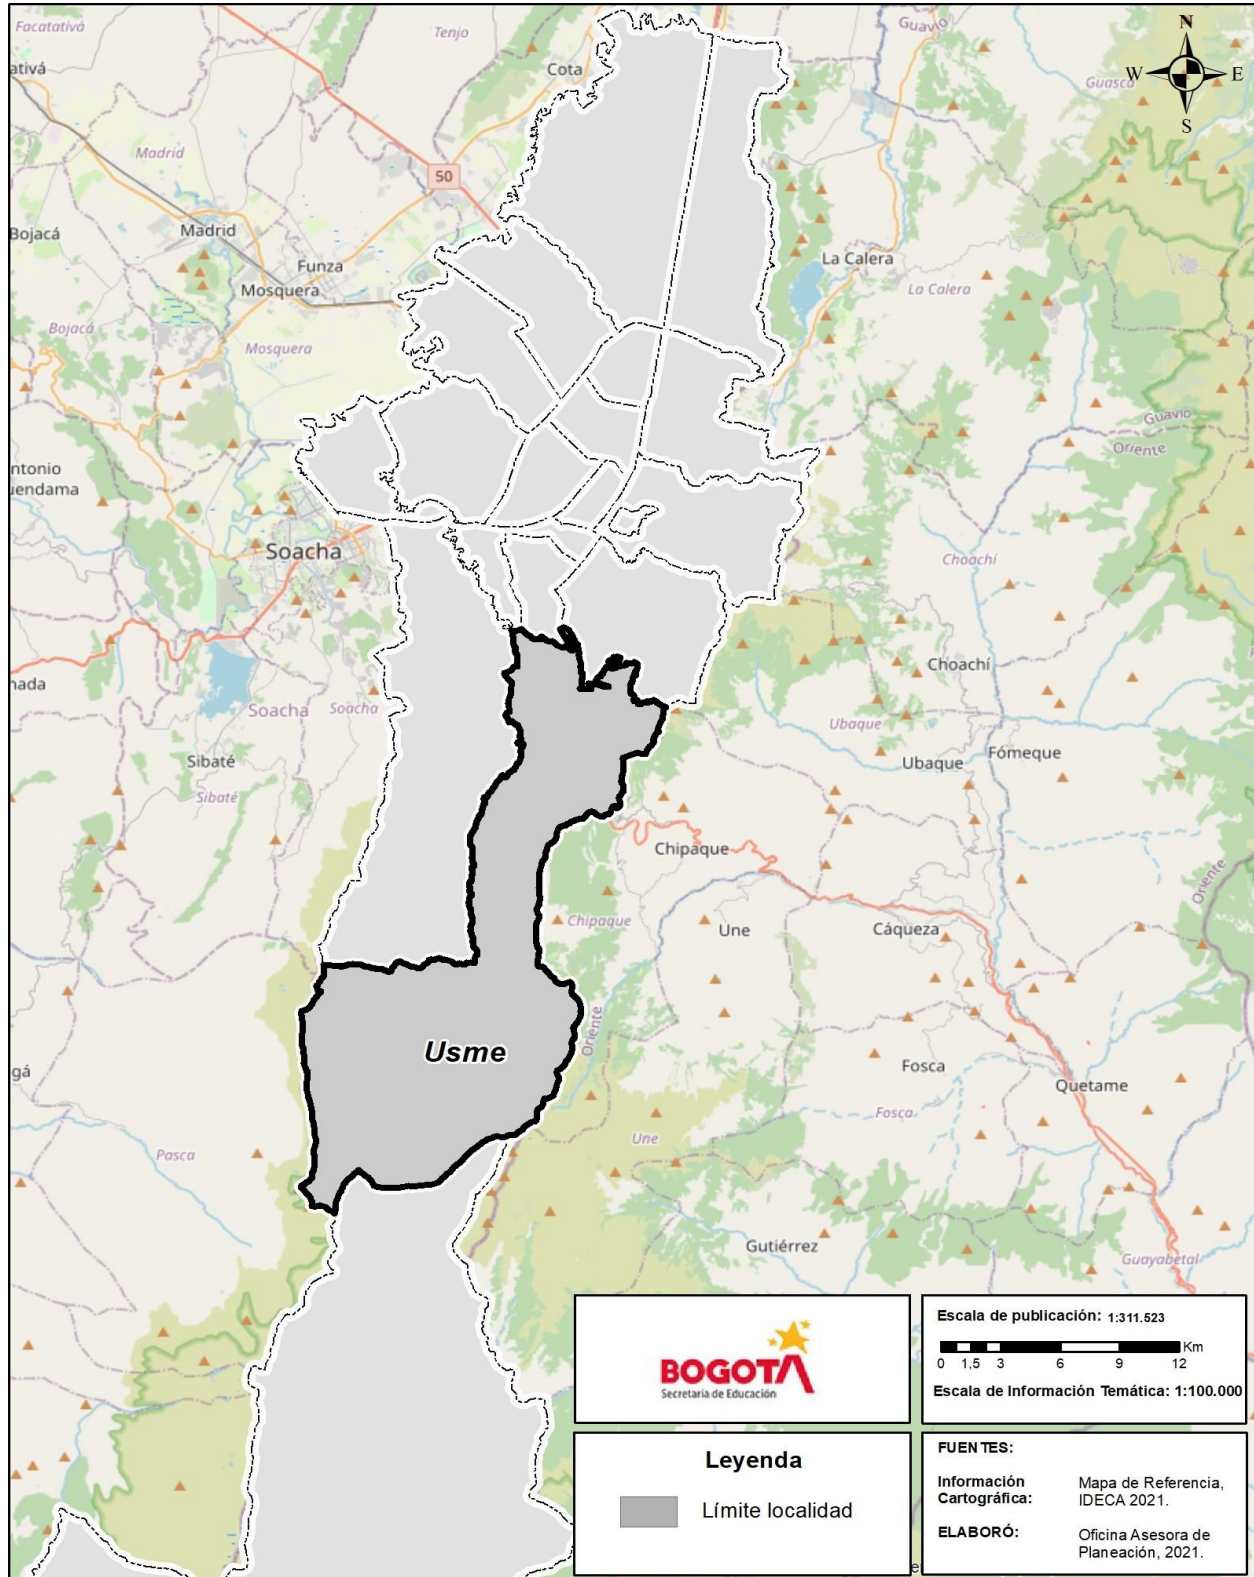 Facatativá
Tenjo
Guavio
N
W
E
S
Cota
Guasca
ativá
50
Madrid
Madrid
Bojacá
Funza
Mosquera
La Calera
La Calera
Bojacá
Mosquera
Guavio
Oriente
ntonio
uendama
Soacha
Choachí
Choachí
nada
Soacha
Soacha
Ubaque
Sibaté
Ubaque
Fómeque
Sibaté
Chipaque
Oriente
Chipaque
Une
Cáqueza
Usme
Oriente
gá
Fosca
Quetame
Pasca
Une
Fosca
Gutiérrez
Guayabetal
BOGOTA
Secretaría de Educación
Escala de publicación: 1:311.523
Km
0 1,5 3 6 9 12
Escala de Información Temática: 1:100.000
Leyenda
Límite localidad
FUENTES:
Información
Cartográfica:
Mapa de Referencia,
IDECA 2021.
ELABORÓ:
Oficina Asesora de
Planeación, 2021.